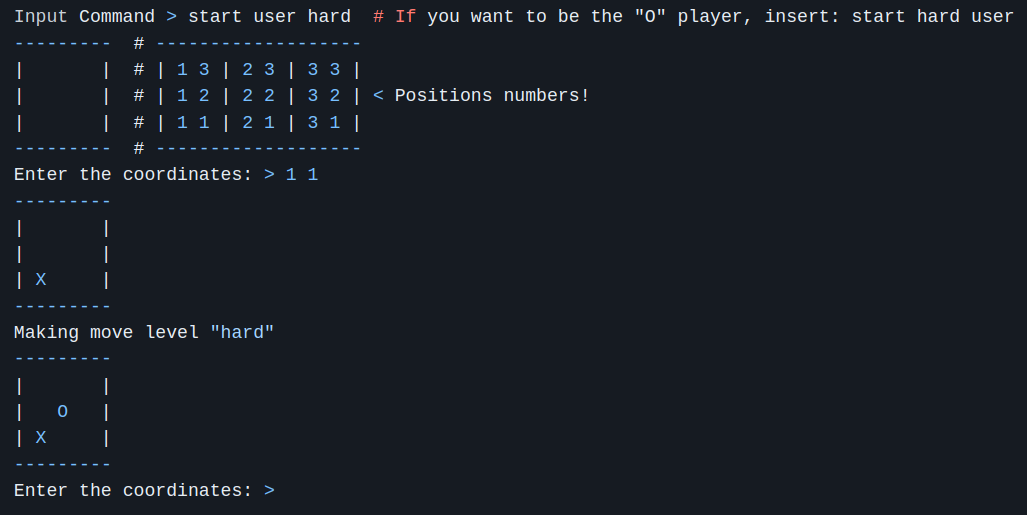 Input Command > start user hard  # If you want to be the "O" player, insert: start hard user
---------  # -------------------
|       |  # | 1 3 | 2 3 | 3 3 |
|       |  # | 1 2 | 2 2 | 3 2 | < Positions numbers!
|       |  # | 1 1 | 2 1 | 3 1 |
---------  # -------------------
Enter the coordinates: > 1 1
---------
|       |
|       |
| X     |
---------
Making move level "hard"
---------
|       |
|   O   |
| X     |
---------
Enter the coordinates: >